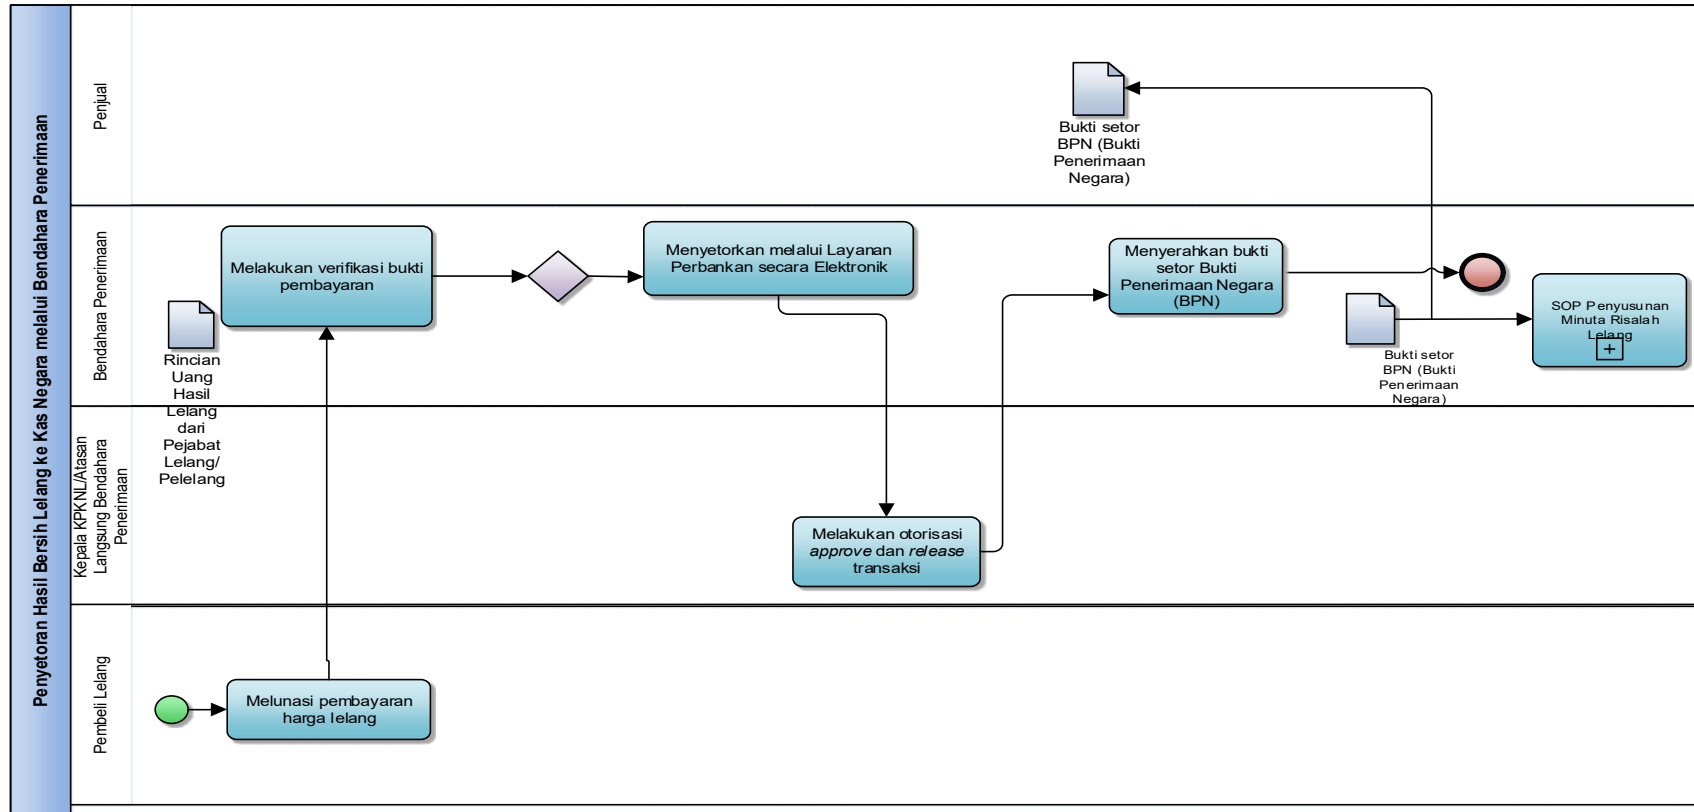 Penyetoran Hasil Bersih Lelang ke Kas Negara melalui Bendahara Penerimaan
Penjual
Bukti setor
BPN (Bukti
Penerimaan
Negara)
Bendahara Penerimaan
Melakukan verifikasi bukti
pembayaran
Menyetorkan melalui Layanan
Perbankan secara Elektronik
Menyerahkan bukti
setor Bukti
Penerimaan Negara
(BPN)
SOP Penyusunan
Minuta Risalah
Lelang
Bukti setor
BPN (Bukti
Penerimaan
Negara)
Rincian
Uang
Hasil
Lelang
dari
Pejabat
Lelang/
Pelelang
Kepala KPKNL/Atasan
Langsung Bendahara
Penerimaan
Melakukan otorisasi
approve dan release
transaksi
Pembeli Lelang
Melunasi pembayaran
harga lelang